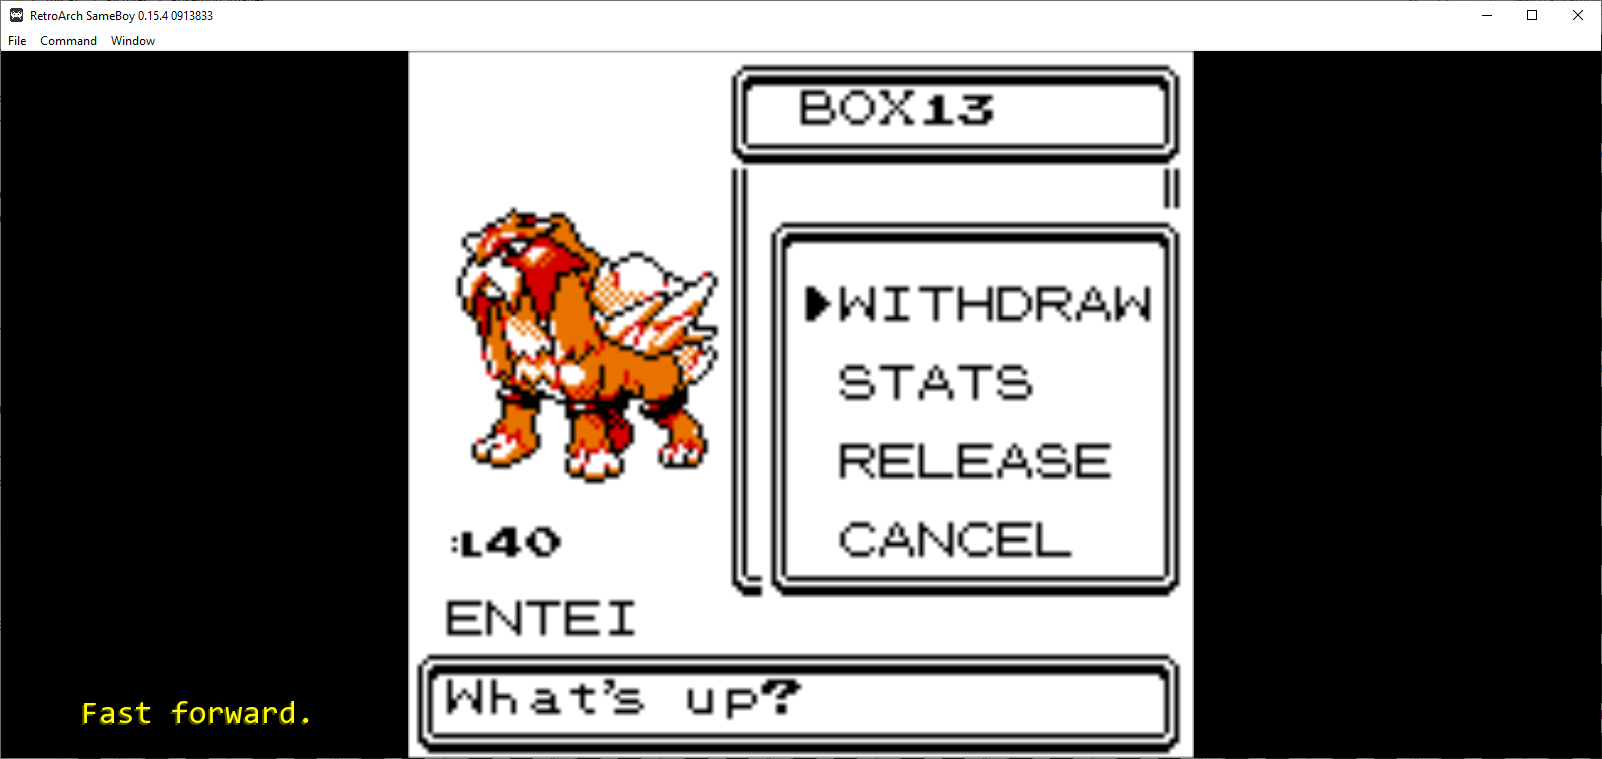 RetroArch SameBoy 0.15.4 0913833
File Command Window
BOX13
WITHDRAW
STATS
RELEASE
CANCEL
:L40
ENTEI
What's up?
Fast forward.